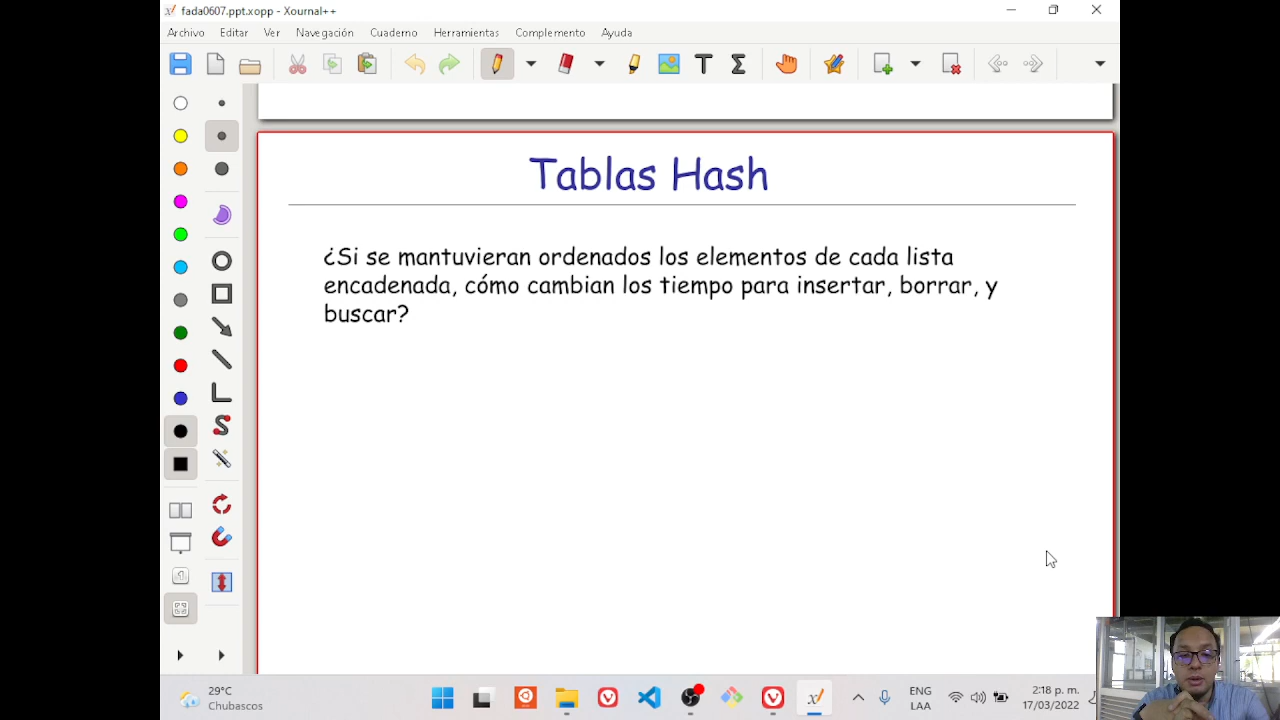 fada0607.ppt.xopp - Xournal++
Archivo Editar Ver Navegación Cuaderno Herramientas Complemento Ayuda
Tablas Hash
¿Si se mantuvieran ordenados los elementos de cada lista
encadenada, cómo cambian los tiempo para insertar, borrar, y
buscar?
29°C
Chubascos
ENG
LAA
2:18 p. m.
17/03/2022